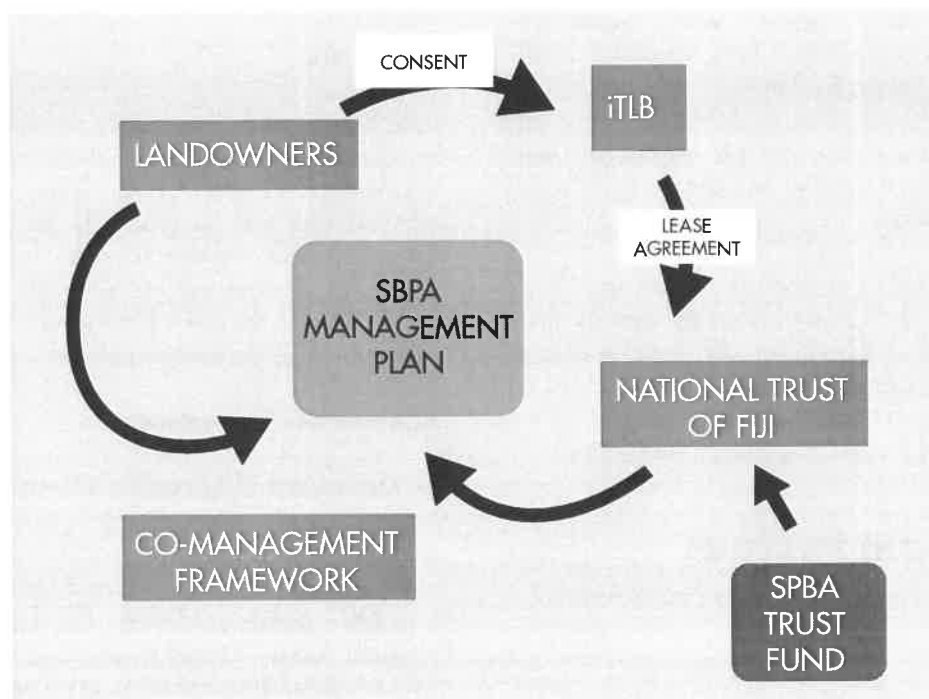 CONSENT
iTLB
LANDOWNERS
LEASE
AGREEMENT
SBPA
MANAGEMENT
PLAN
NATIONAL TRUST
OF FIJI
CO-MANAGEMENT
FRAMEWORK
SPBA
TRUST
FUND